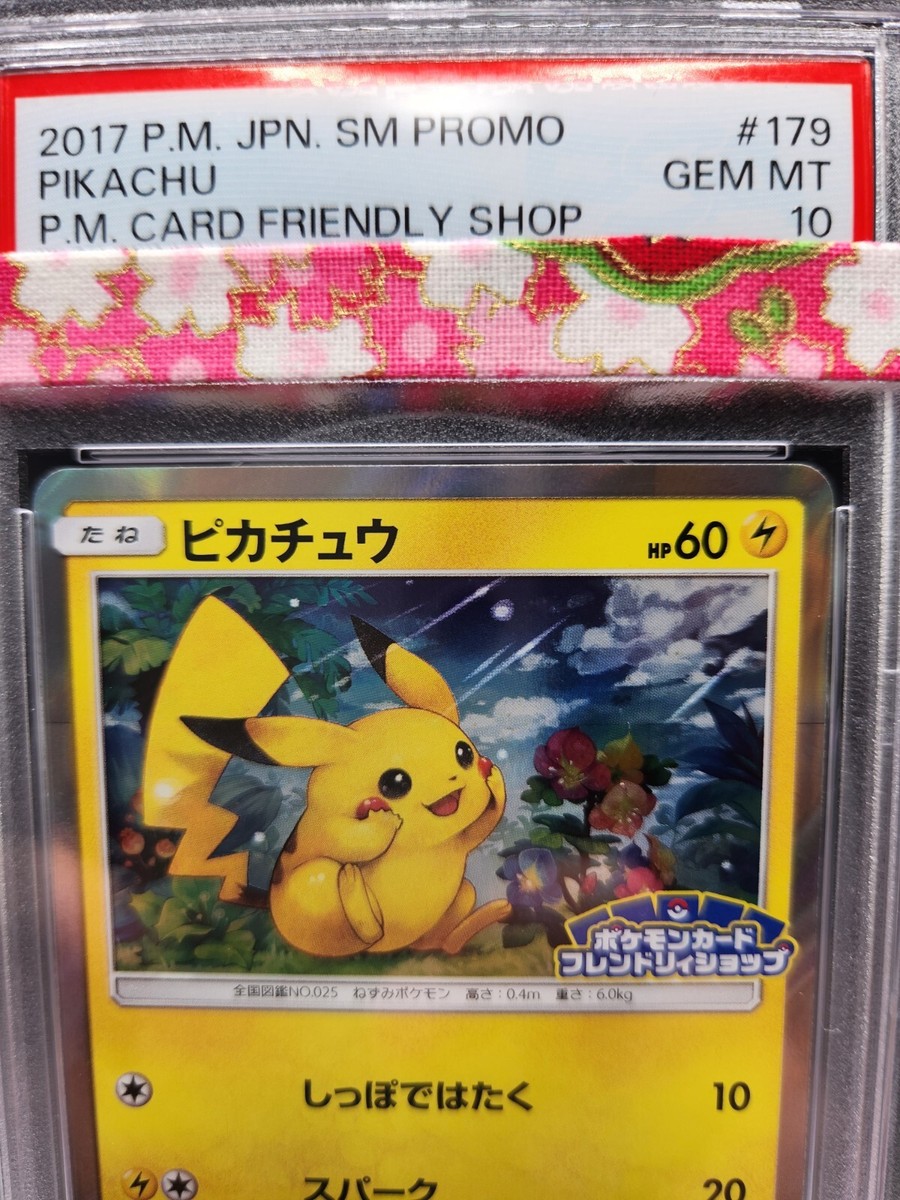 2017 P.M. JPN. SM PROMO #179
PIKACHU GEM MT
P.M. CARD FRIENDLY SHOP 10
たね ピカチュウ HP60
ポケモンカード
フレンドリィショップ
全国図鑑NO.025 ねずみポケモン 高さ:0.4m 重さ:6.0kg
しっぽではたく 10
スパーク 20